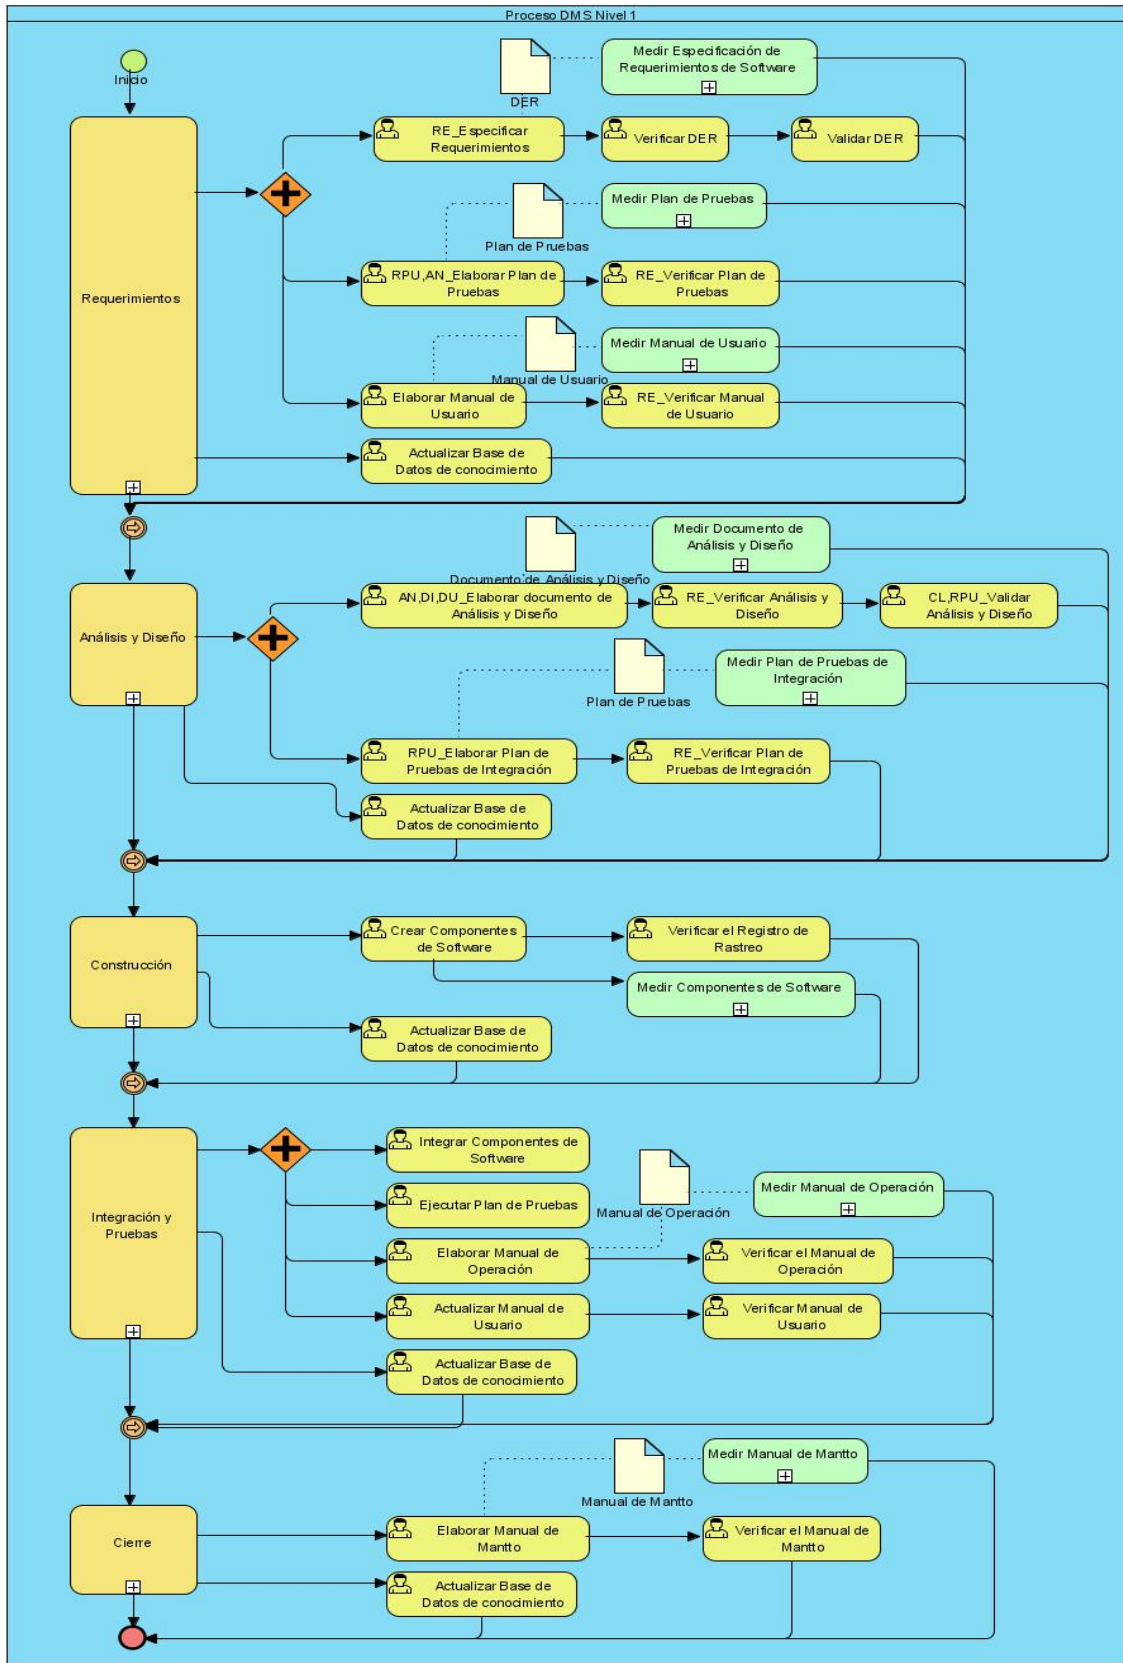 Proceso DMS Nivel 1
Inicio
Medir Especificación de
Requerimientos de Software
DER
RE_Especificar
Requerimientos
Verificar DER
Validar DER
Medir Plan de Pruebas
Plan de Pruebas
RPU,AN_Elaborar Plan de
Pruebas
RE_Verificar Plan de
Pruebas
Requerimientos
Medir Manual de Usuario
Manual de Usuario
Elaborar Manual de
Usuario
RE_Verificar Manual
de Usuario
Actualizar Base de
Datos de conocimiento
Medir Documento de
Análisis y Diseño
Documento de Análisis y Diseño
AN,DI,DU_Elaborar documento de
Análisis y Diseño
RE_Verificar Análisis y
Diseño
CL,RPU_Validar
Análisis y Diseño
Análisis y Diseño
Medir Plan de Pruebas de
Integración
Plan de Pruebas
RPU_Elaborar Plan de
Pruebas de Integración
RE_Verificar Plan de
Pruebas de Integración
Actualizar Base de
Datos de conocimiento
Crear Componentes
de Software
Verificar el Registro de
Rastreo
Construcción
Medir Componentes de Software
Actualizar Base de
Datos de conocimiento
Integrar Componentes de
Software
Medir Manual de Operación
Ejecutar Plan de Pruebas
Manual de Operación
Integración y
Pruebas
Elaborar Manual de
Operación
Verificar el Manual de
Operación
Actualizar Manual de
Usuario
Verificar Manual de
Usuario
Actualizar Base de
Datos de conocimiento
Medir Manual de Mantto
Manual de Mantto
Cierre
Elaborar Manual de
Mantto
Verificar el Manual de
Mantto
Actualizar Base de
Datos de conocimiento